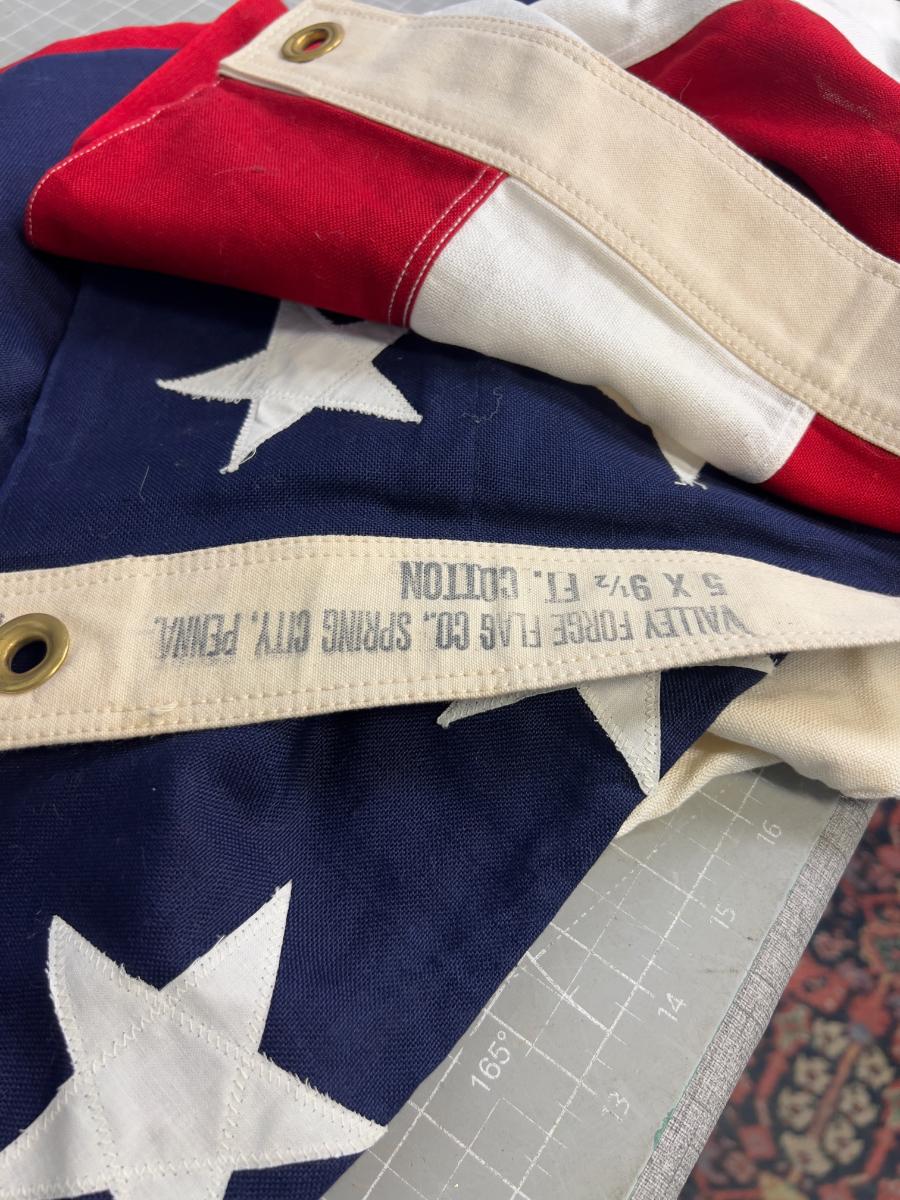 VALLEY FORGE FLAG CO., SPRING CITY, PENNA.
5 X 9½ FT. COTTON
16
15
14
165°
13